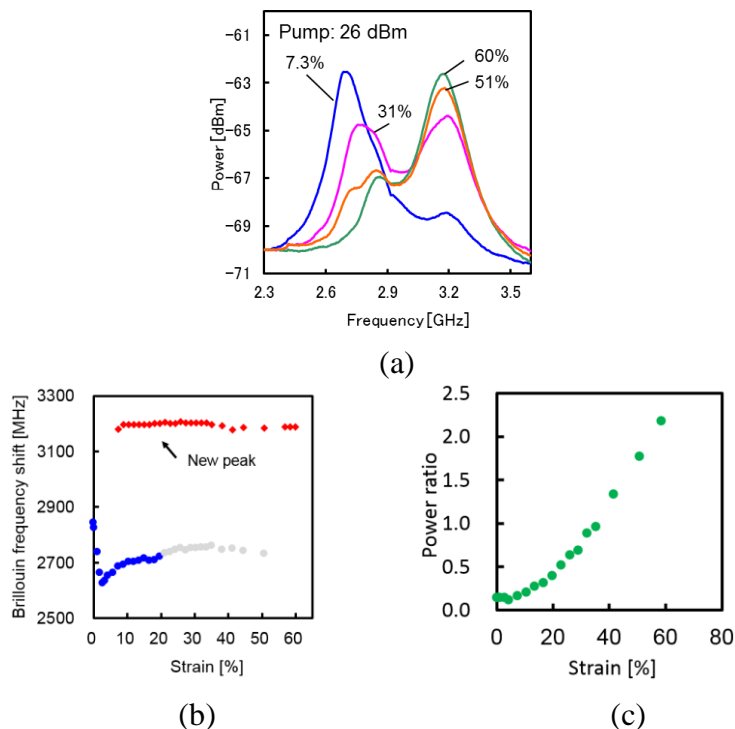 Pump: 26 dBm
7.3%
60%
51%
31%
Power [dBm]
-61
-63
-65
-67
-69
-71
2.3 2.6 2.9 3.2 3.5
Frequency [GHz]
(a)
Brillouin frequency shift [MHz]
3300
3100
2900
2700
2500
New peak
0 10 20 30 40 50 60
Strain [%]
(b)
Power ratio
2.5
2.0
1.5
1.0
0.5
0.0
0 20 40 60 80
Strain [%]
(c)